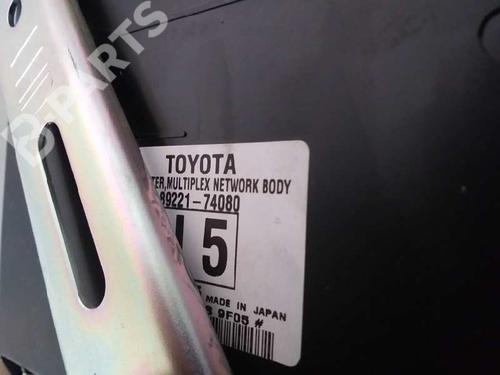 B-PARTS
TOYOTA
TER,MULTIPLEX NETWORK BODY
89221-74080
5
MADE IN JAPAN
9F05 #